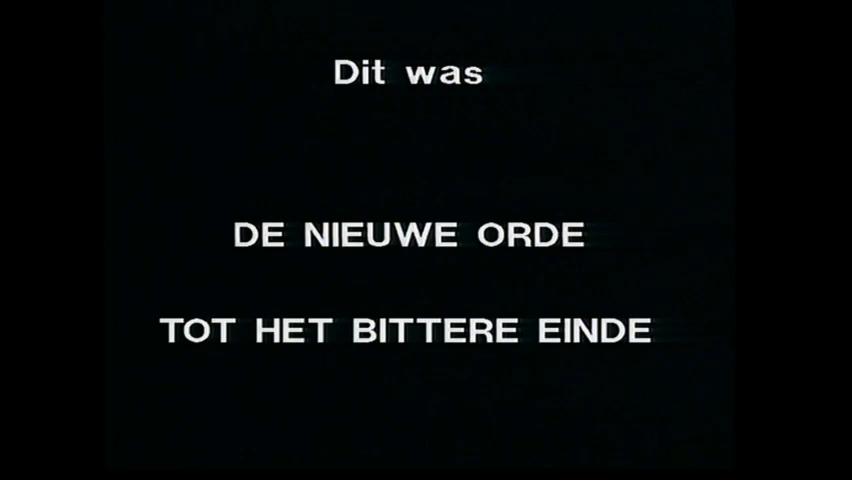 Dit was
DE NIEUWE ORDE
TOT HET BITTERE EINDE